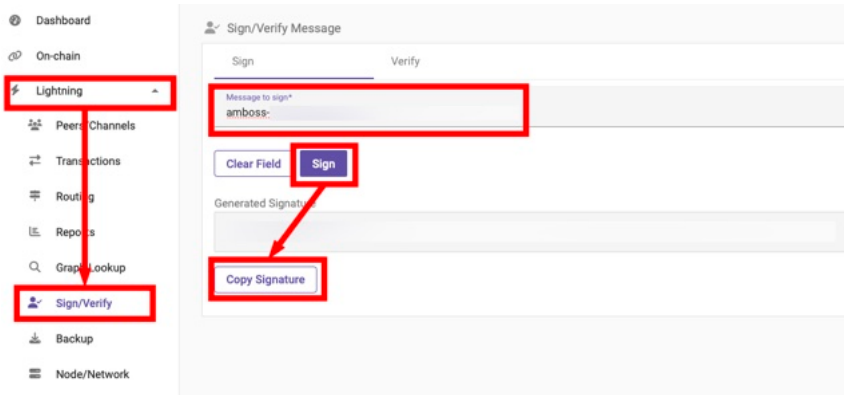 Dashboard
On-chain
Lightning
Peers/Channels
Transactions
Routing
Reports
Graph Lookup
Sign/Verify
Backup
Node/Network
Sign/Verify Message
Sign
Verify
Message to sign*
amboss-
Clear Field
Sign
Generated Signature
Copy Signature